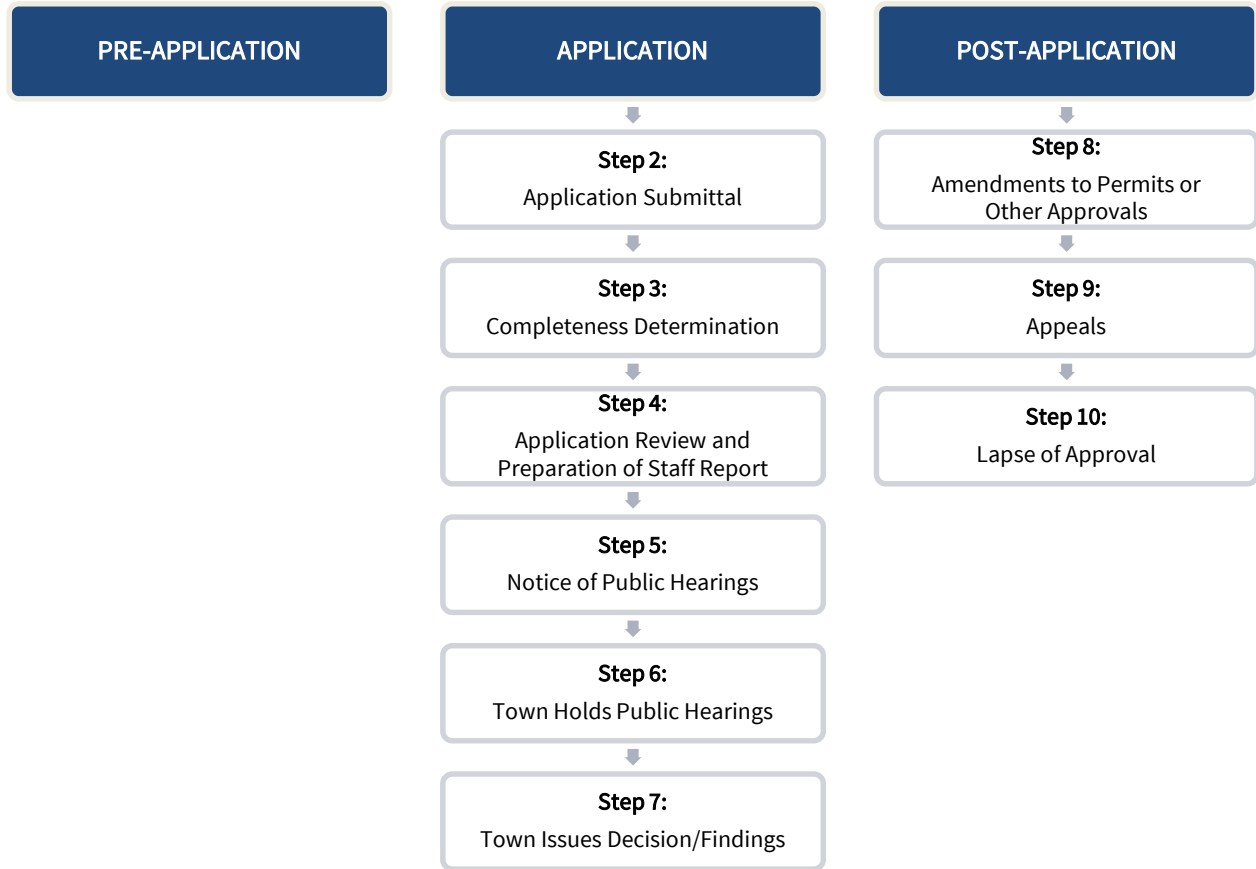 PRE-APPLICATION
APPLICATION
Step 2:
Application Submittal
Step 3:
Completeness Determination
Step 4:
Application Review and
Preparation of Staff Report
Step 5:
Notice of Public Hearings
Step 6:
Town Holds Public Hearings
Step 7:
Town Issues Decision/Findings
POST-APPLICATION
Step 8:
Amendments to Permits or
Other Approvals
Step 9:
Appeals
Step 10:
Lapse of Approval